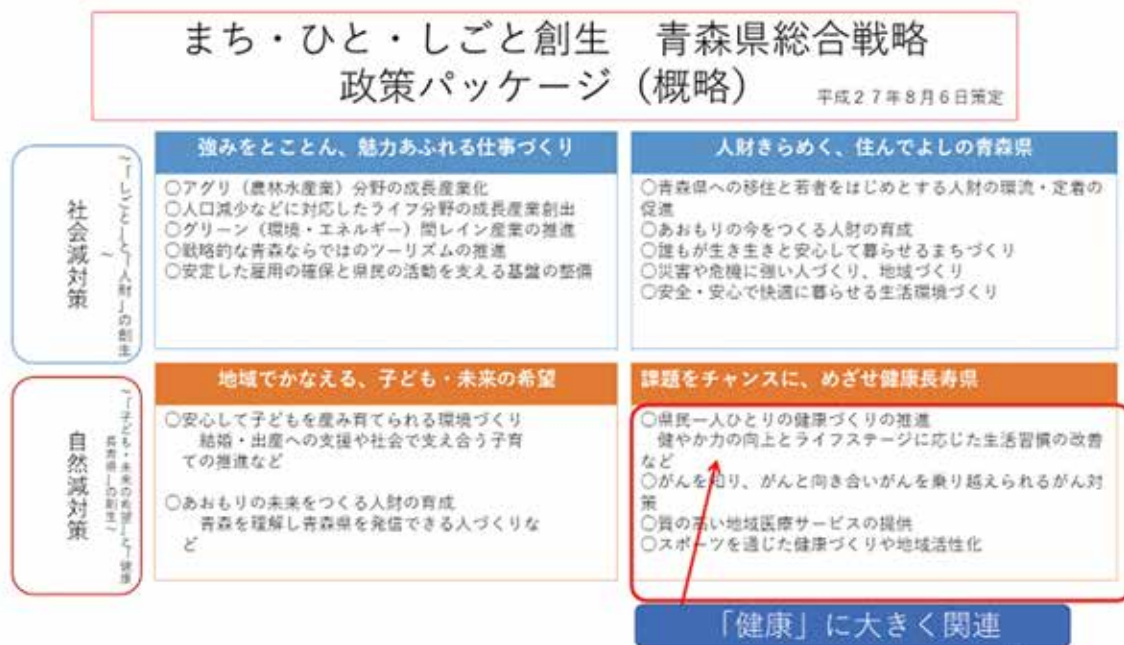 まち・ひと・しごと創生　青森県総合戦略
政策パッケージ（概略）
平成２７年８月６日策定
社会減対策
～「しごと」と「人財」の創生～
強みをとことん、魅力あふれる仕事づくり
○アグリ（農林水産業）分野の成長産業化
○人口減少などに対応したライフ分野の成長産業創出
○グリーン（環境・エネルギー）間レイン産業の推進
○戦略的な青森ならではのツーリズムの推進
○安定した雇用の確保と県民の活動を支える基盤の整備
人財きらめく、住んでよしの青森県
○青森県への移住と若者をはじめとする人財の環流・定着の
促進
○あおもりの今をつくる人財の育成
○誰もが生き生きと安心して暮らせるまちづくり
○災害や危機に強い人づくり、地域づくり
○安全・安心で快適に暮らせる生活環境づくり
自然減対策
～「子ども・未来の希望」と「健康
長寿県」の創生～
地域でかなえる、子ども・未来の希望
○安心して子どもを産み育てられる環境づくり
結婚・出産への支援や社会で支え合う子育
ての推進など
○あおもりの未来をつくる人財の育成
青森を理解し青森県を発信できる人づくりな
ど
課題をチャンスに、めざせ健康長寿県
○県民一人ひとりの健康づくりの推進
健やか力の向上とライフステージに応じた生活習慣の改善
など
○がんを知り、がんと向き合いがんを乗り越えられるがん対
策
○質の高い地域医療サービスの提供
○スポーツを通じた健康づくりや地域活性化
「健康」に大きく関連